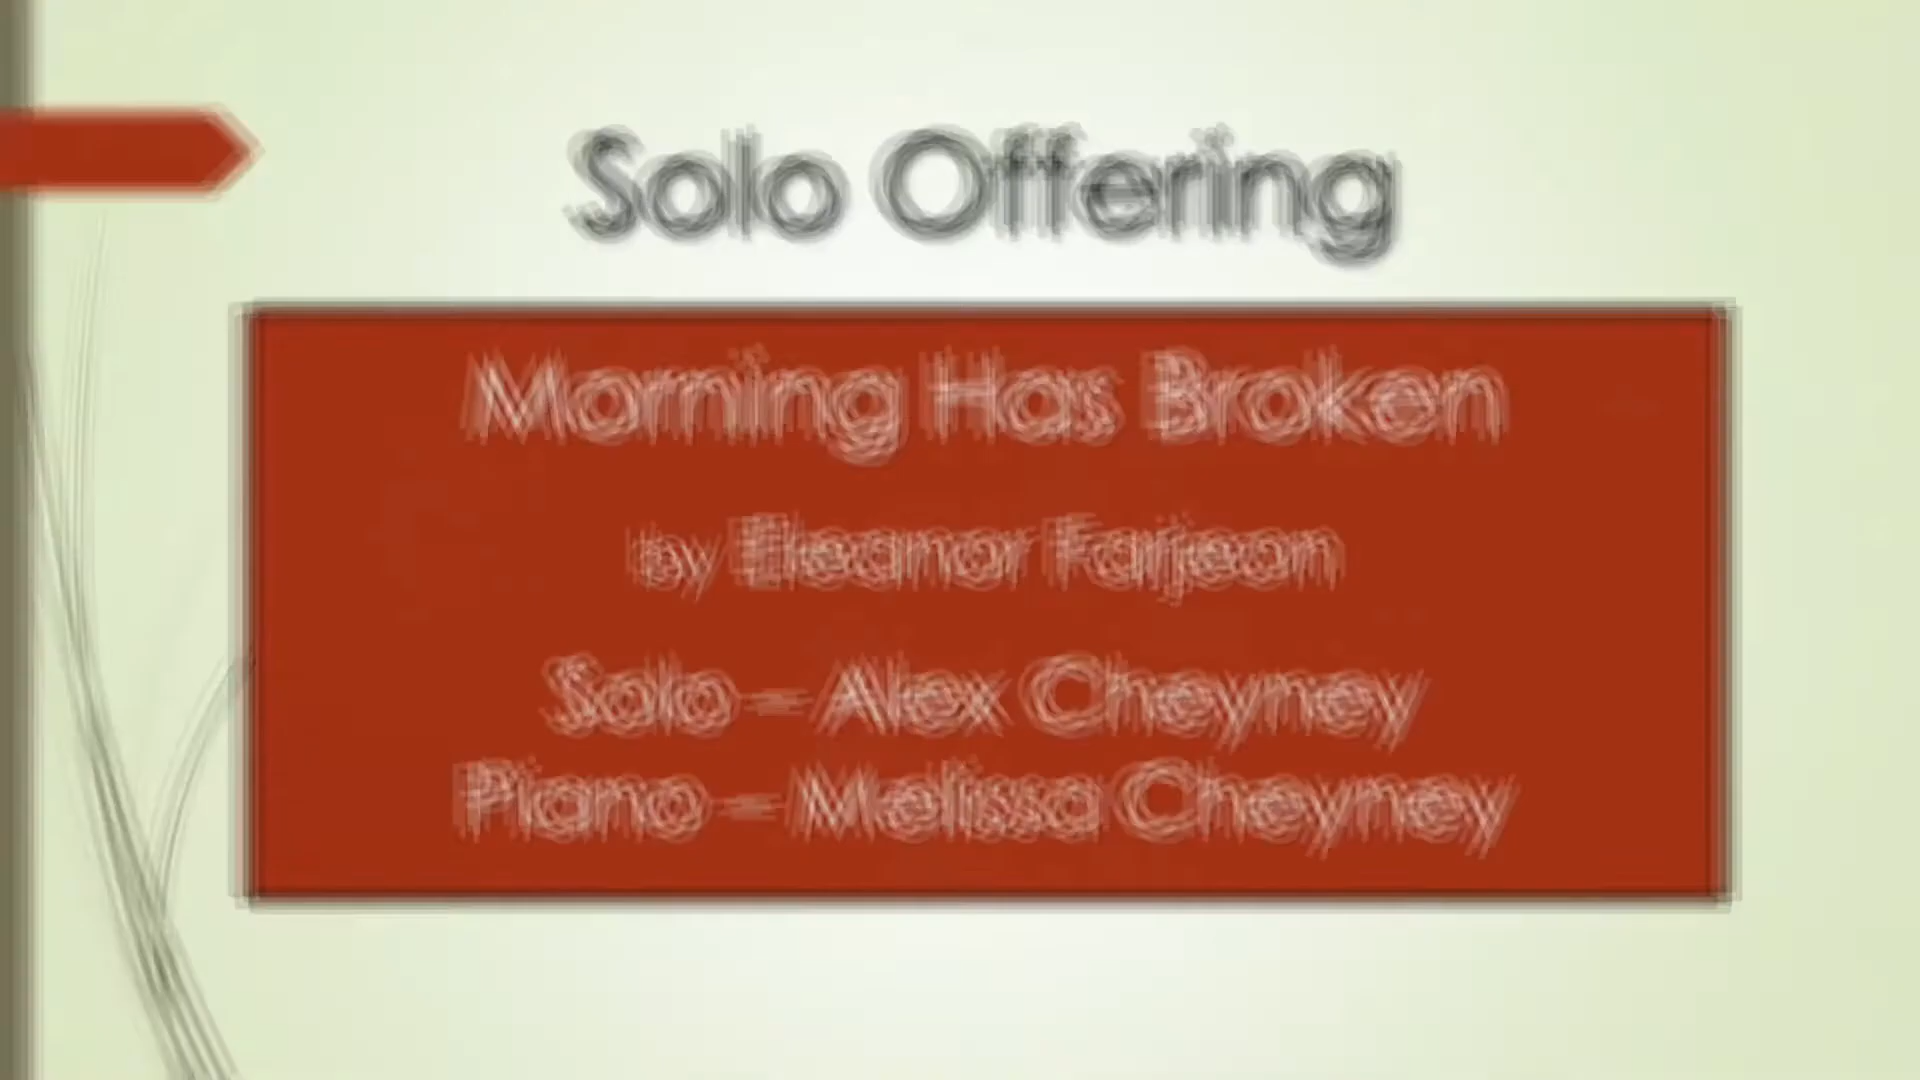 Solo Offering
Morning Has Broken
by Eleanor Farjeon
Solo – Alex Cheyney
Piano – Melissa Cheyney